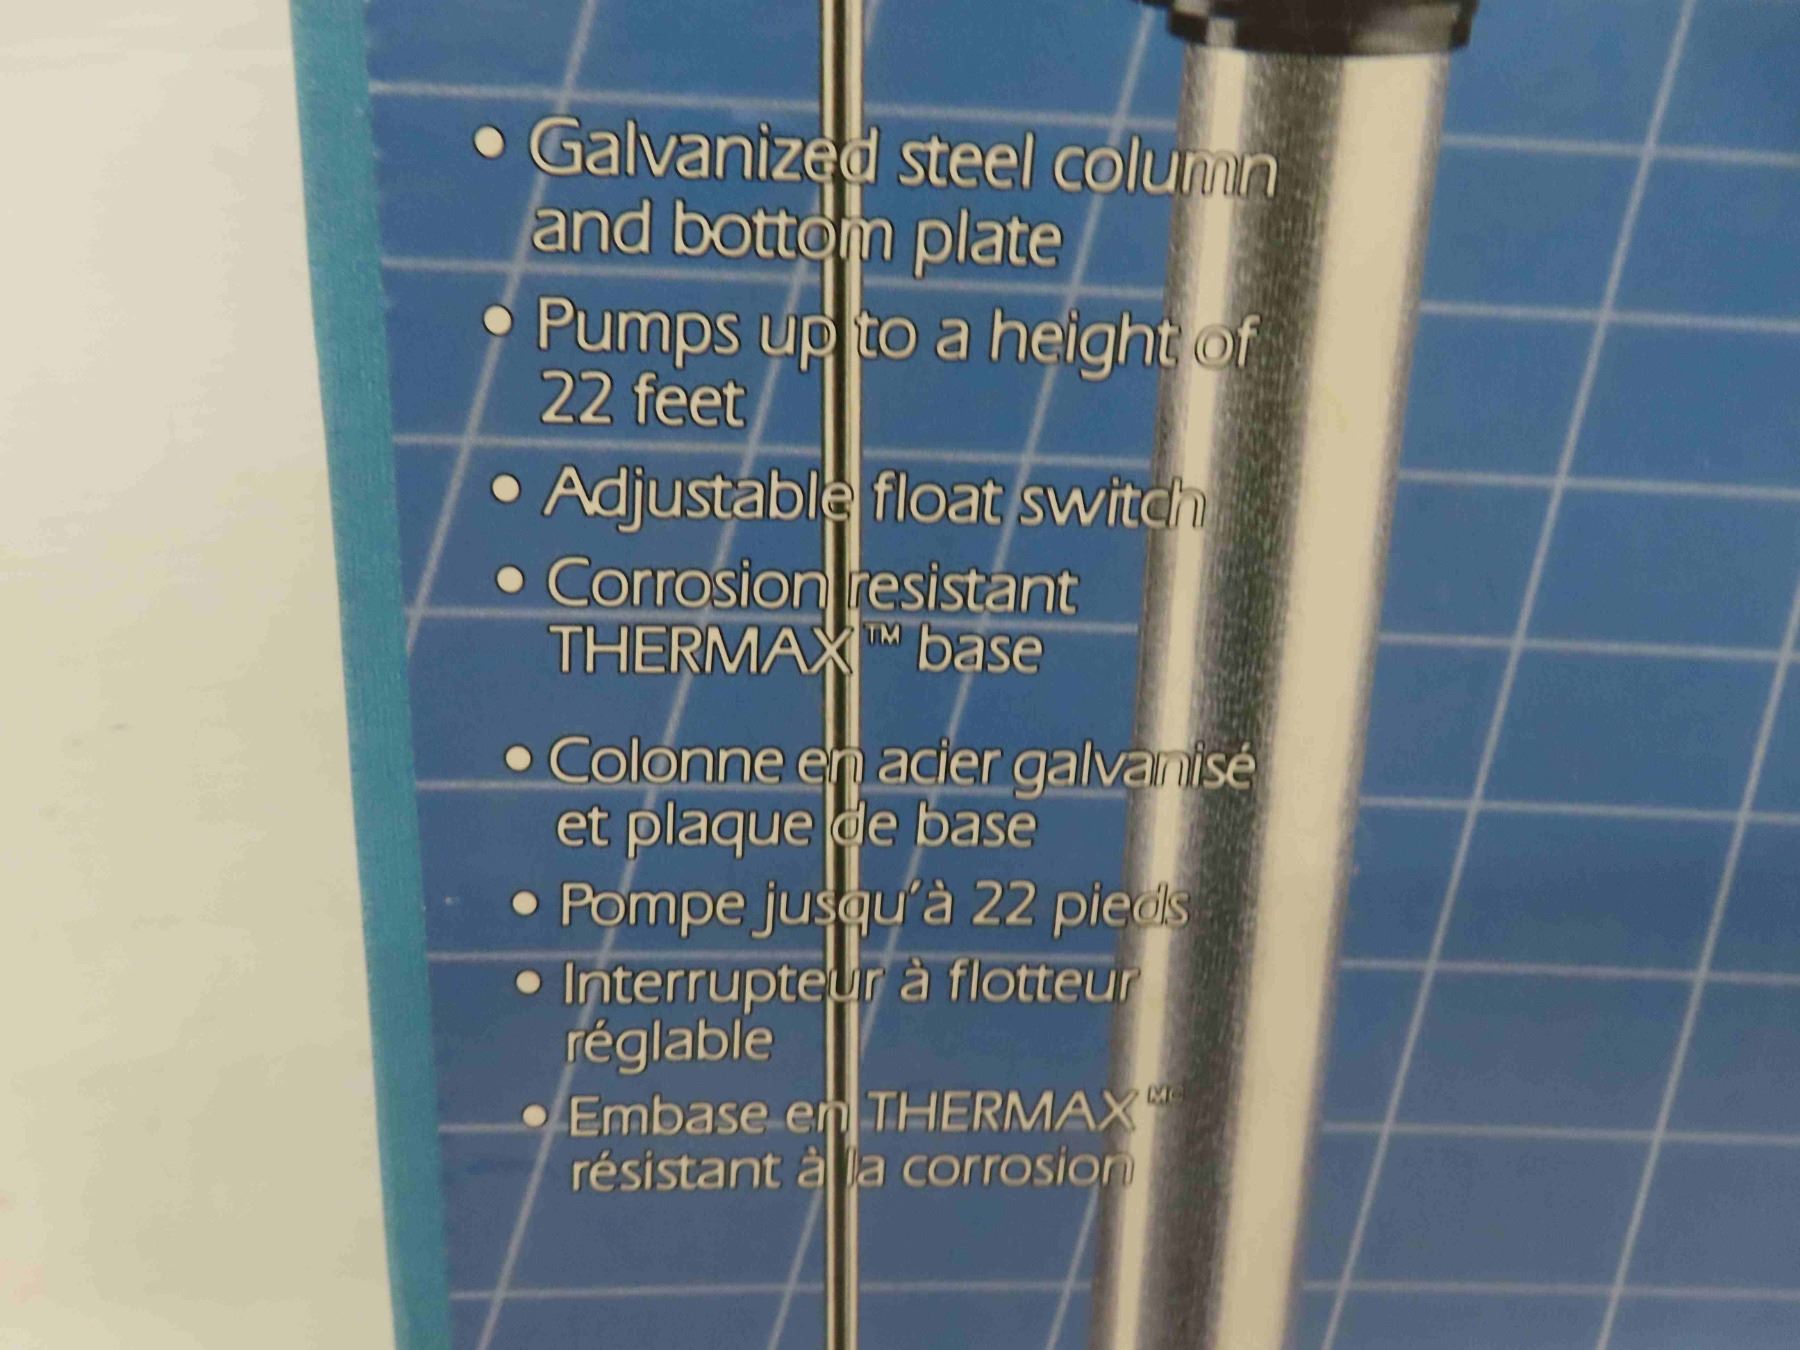 • Galvanized steel column
and bottom plate
• Pumps up to a height of
22 feet
• Adjustable float switch
• Corrosion resistant
THERMAX™ base
• Colonne en acier galvanisé
et plaque de base
• Pompe jusqu'à 22 pieds
• Interrupteur à flotteur
réglable
• Embase en THERMAX MC
résistant à la corrosion